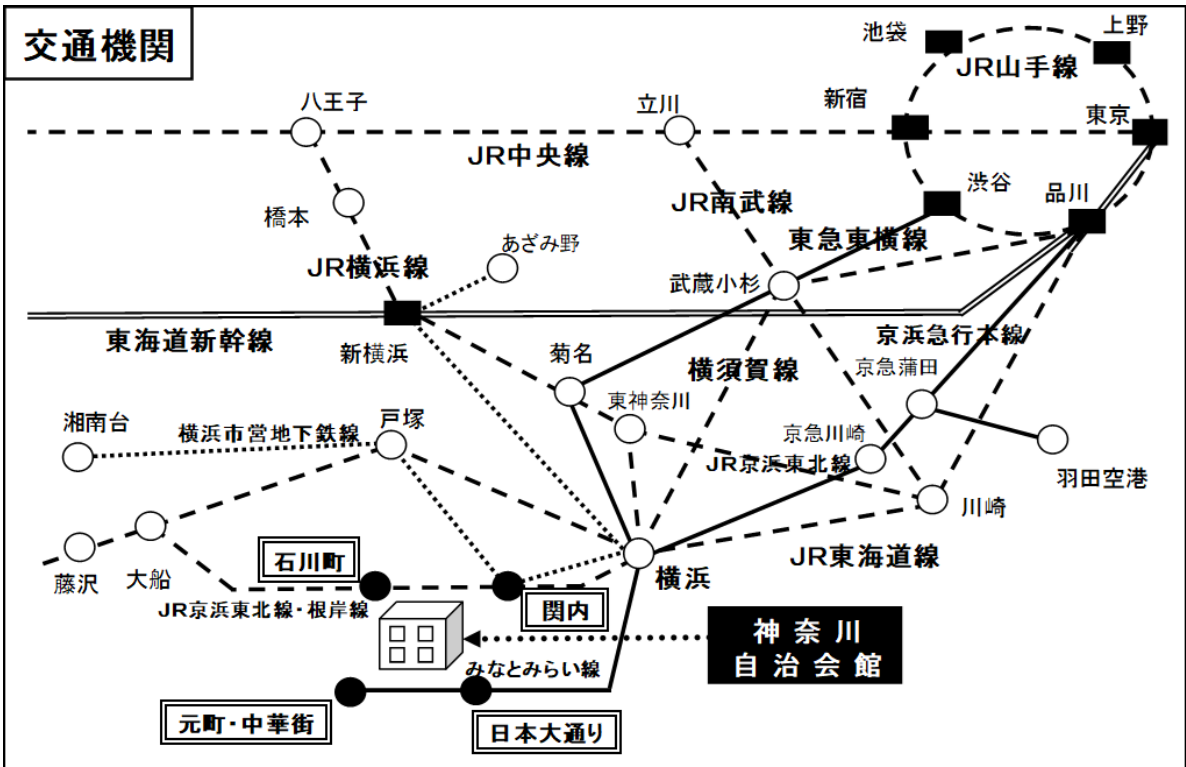 交通機関
池袋
上野
JR山手線
八王子
立川
新宿
東京
JR中央線
渋谷
品川
橋本
JR南武線
あざみ野
東急東横線
JR横浜線
武蔵小杉
東海道新幹線
新横浜
菊名
横須賀線
京浜急行本線
京急蒲田
東神奈川
湘南台
横浜市営地下鉄線
戸塚
京急川崎
JR京浜東北線
羽田空港
川崎
藤沢
大船
石川町
横浜
JR東海道線
JR京浜東北線・根岸線
関内
神奈川
自治会館
みなとみらい線
元町・中華街
日本大通り